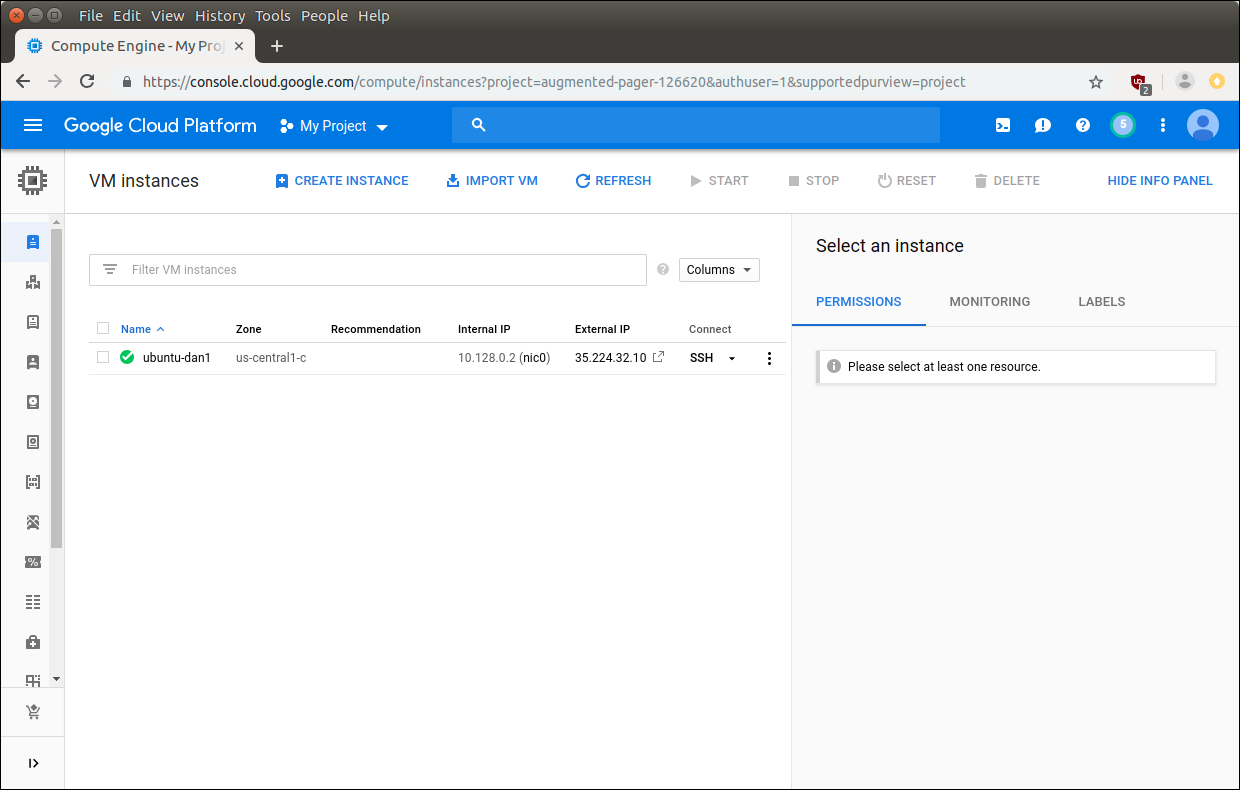 File Edit View History Tools People Help
Compute Engine - My Proj
https://console.cloud.google.com/compute/instances?project=augmented-pager-126620&authuser=1&supportedpurview=project
2
Google Cloud Platform My Project 5
VM instances CREATE INSTANCE IMPORT VM REFRESH START STOP RESET DELETE HIDE INFO PANEL
Select an instance
Filter VM instances Columns
PERMISSIONS MONITORING LABELS
Name Zone Recommendation Internal IP External IP Connect
ubuntu-dan1 us-central1-c 10.128.0.2 (nic0) 35.224.32.10 SSH
Please select at least one resource.